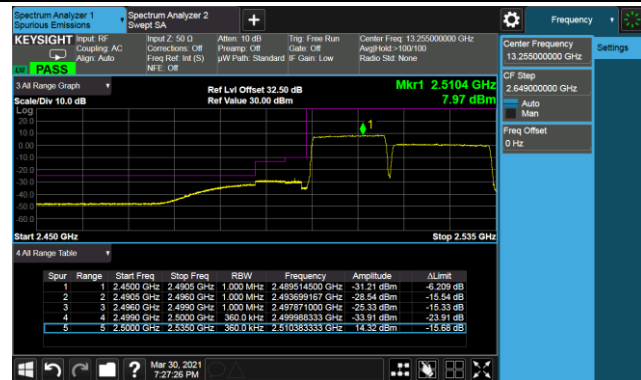 Spectrum Analyzer 1
Spurious Emissions
Spectrum Analyzer 2
Swept SA
Frequency
KEYSIGHT
Input: RF
Coupling: AC
Align: Auto
Input Z: 50 Ω
Corrections: Off
Freq Ref: Int (S)
NFE: Off
Atten: 10 dB
Preamp: Off
µW Path: Standard
Trig: Free Run
Gate: Off
IF Gain: Low
Center Freq: 13.255000000 GHz
Avg|Hold:>100/100
Radio Std: None
LXI PASS
Center Frequency
13.255000000 GHz
Settings
CF Step
2.649000000 GHz
Auto
Man
Freq Offset
0 Hz
3 All Range Graph
Scale/Div 10.0 dB
Ref Lvl Offset 32.50 dB
Ref Value 30.00 dBm
Mkr1 2.5104 GHz
7.97 dBm
Log
20.0
10.0
0.00
-10.0
-20.0
-30.0
-40.0
-50.0
-60.0
1
Start 2.450 GHz
Stop 2.535 GHz
4 All Range Table
Spur Range Start Freq Stop Freq RBW Frequency Amplitude ΔLimit
1 1 2.4500 GHz 2.4905 GHz 1.000 MHz 2.489514500 GHz -31.21 dBm -6.209 dB
2 2 2.4905 GHz 2.4960 GHz 1.000 MHz 2.493699167 GHz -28.54 dBm -15.54 dB
3 3 2.4960 GHz 2.4990 GHz 1.000 MHz 2.497871000 GHz -25.33 dBm -15.33 dB
4 4 2.4990 GHz 2.5000 GHz 360.0 kHz 2.499988333 GHz -33.91 dBm -23.91 dB
5 5 2.5000 GHz 2.5350 GHz 360.0 kHz 2.510383333 GHz 14.32 dBm -15.68 dB
Mar 30, 2021
7:27:26 PM